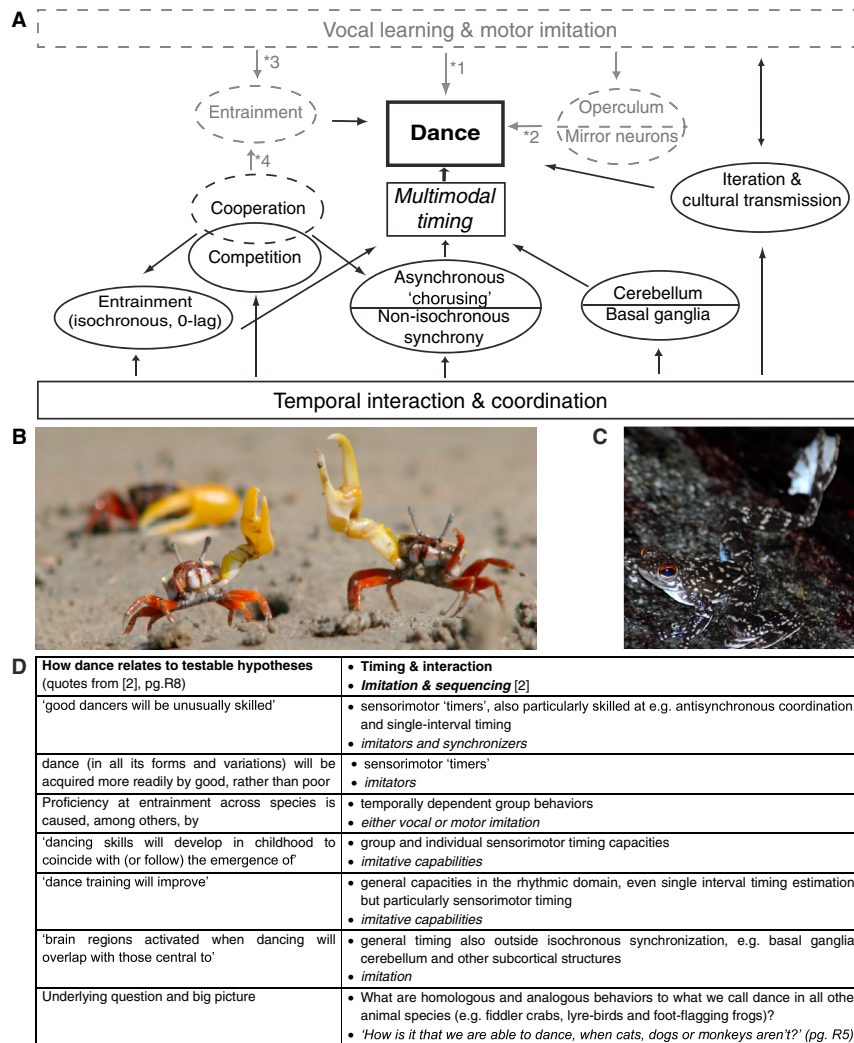 A
Vocal learning & motor imitation
*3
*1
Entrainment
Operculum
Dance
*2
Mirror neurons
*4
Iteration &
cultural transmission
Multimodal
timing
Cooperation
Competition
Asynchronous
'chorusing'
Non-isochronous
synchrony
Cerebellum
Basal ganglia
Entrainment
(isochronous, 0-lag)
Temporal interaction & coordination
B
C
D
How dance relates to testable hypotheses
(quotes from [2], pg.R8)
• Timing & interaction
• Imitation & sequencing [2]
'good dancers will be unusually skilled'
• sensorimotor 'timers', also particularly skilled at e.g. antisynchronous coordination
and single-interval timing
• imitators and synchronizers
dance (in all its forms and variations) will be
acquired more readily by good, rather than poor
• sensorimotor 'timers'
• imitators
Proficiency at entrainment across species is
caused, among others, by
• temporally dependent group behaviors
• either vocal or motor imitation
'dancing skills will develop in childhood to
coincide with (or follow) the emergence of'
• group and individual sensorimotor timing capacities
• imitative capabilities
'dance training will improve'
• general capacities in the rhythmic domain, even single interval timing estimation
but particularly sensorimotor timing
• imitative capabilities
'brain regions activated when dancing will
overlap with those central to'
• general timing also outside isochronous synchronization, e.g. basal ganglia
cerebellum and other subcortical structures
• imitation
Underlying question and big picture
• What are homologous and analogous behaviors to what we call dance in all othe
animal species (e.g. fiddler crabs, lyre-birds and foot-flagging frogs)?
• 'How is it that we are able to dance, when cats, dogs or monkeys aren't?' (pg. R5)